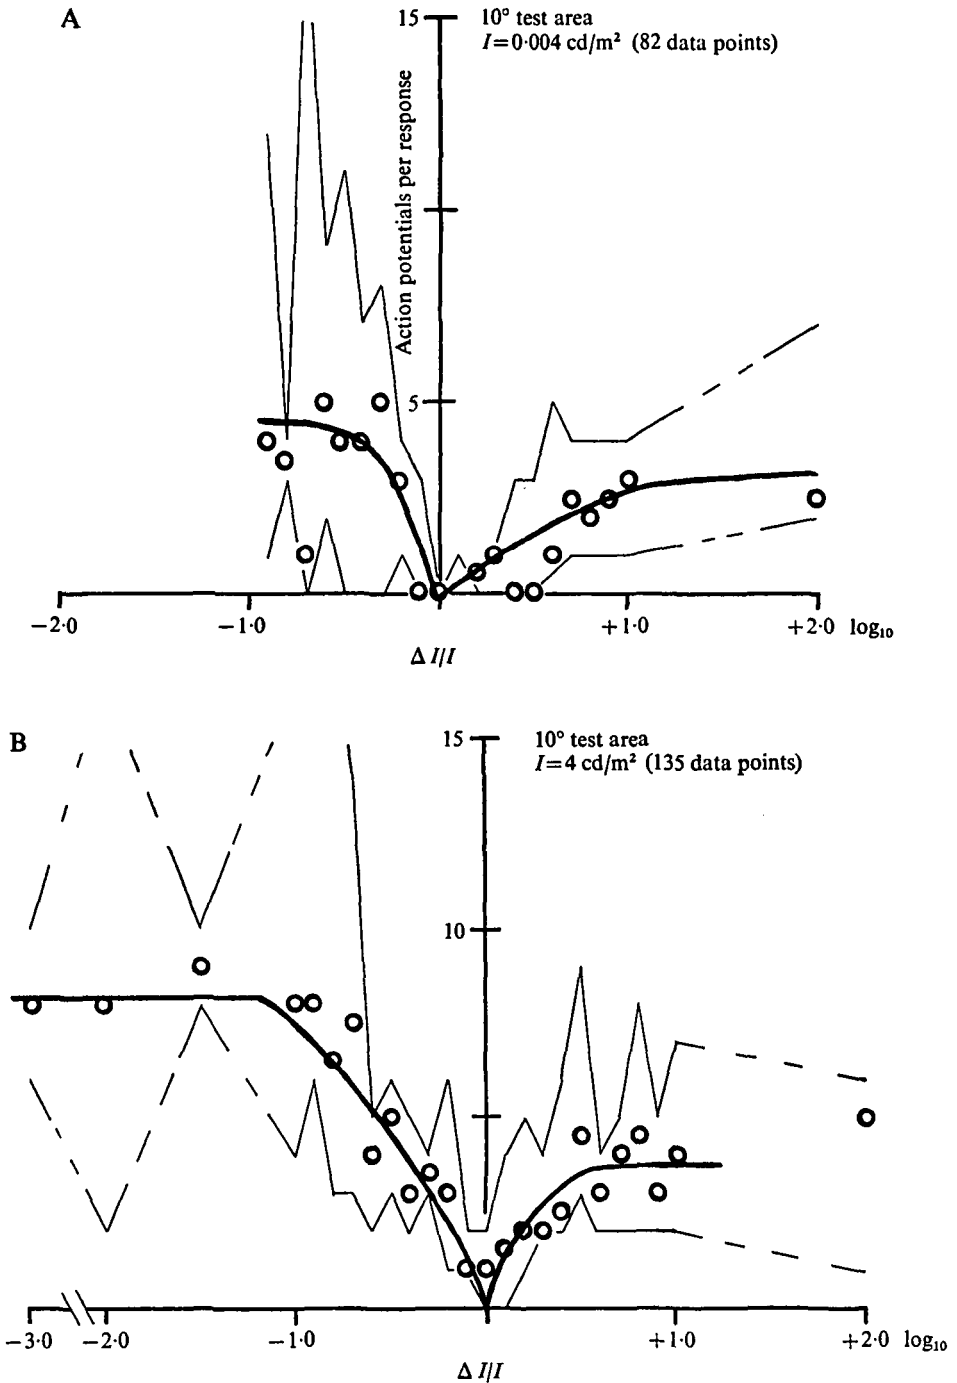 A
15
10° test area
I=0·004 cd/m² (82 data points)
Action potentials per response
5
−2·0
−1·0
+1·0
+2·0
log₁₀
Δ I/I
B
15
10° test area
I=4 cd/m² (135 data points)
10
−3·0
−2·0
−1·0
+1·0
+2·0
log₁₀
Δ I/I